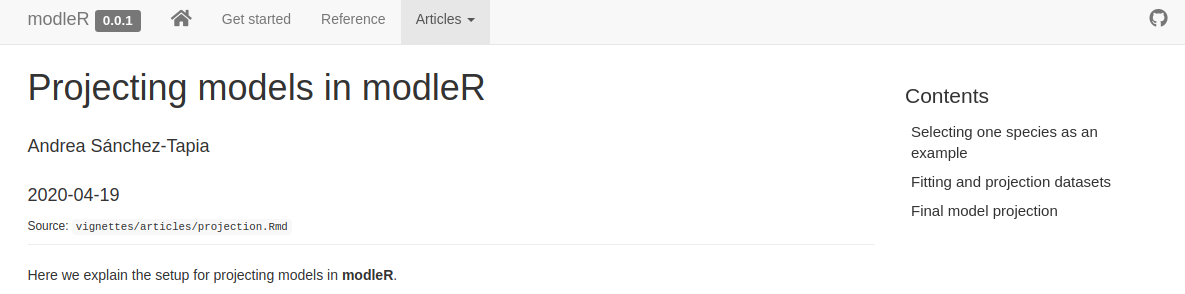 modleR 0.0.1 Get started Reference Articles
Projecting models in modleR
Andrea Sánchez-Tapia
2020-04-19
Source: vignettes/articles/projection.Rmd
Here we explain the setup for projecting models in modleR.
Contents
Selecting one species as an
example
Fitting and projection datasets
Final model projection